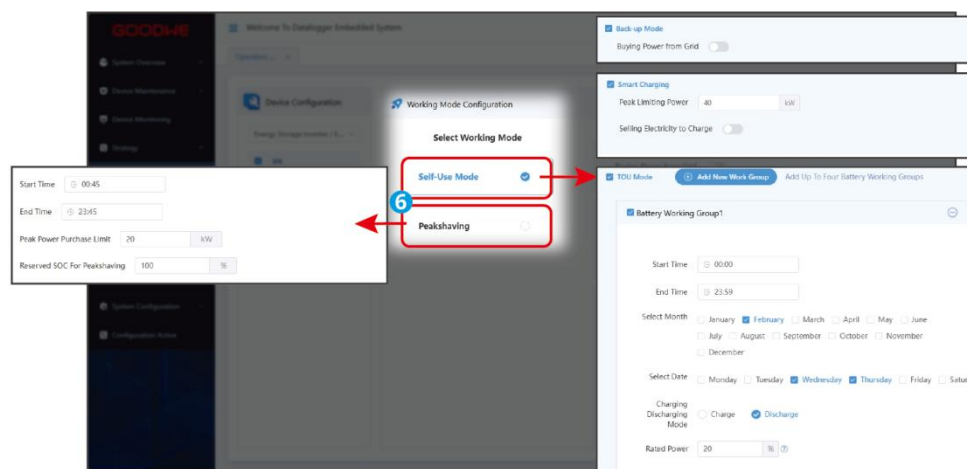 GOODWE
Welcome To Datalogger Embedded System
Operation ...
System Overview
Device Maintenance
Device Monitoring
Strategy
System Configuration
Configuration Active
Device Configuration
Energy Storage Inverter / E...
Working Mode Configuration
Select Working Mode
Self-Use Mode
6
Peakshaving
Start Time 00:45
End Time 23:45
Peak Power Purchase Limit 20 kW
Reserved SOC For Peakshaving 100 %
Back-up Mode
Buying Power from Grid
Smart Charging
Peak Limiting Power 40 kW
Selling Electricity to Charge
TOU Mode Add New Work Group Add Up To Four Battery Working Groups
Battery Working Group1
Start Time 00:00
End Time 23:59
Select Month January February March April May June
July August September October November
December
Select Date Monday Tuesday Wednesday Thursday Friday Satu
Charging
Discharging
Mode
Charge Discharge
Rated Power 20 %